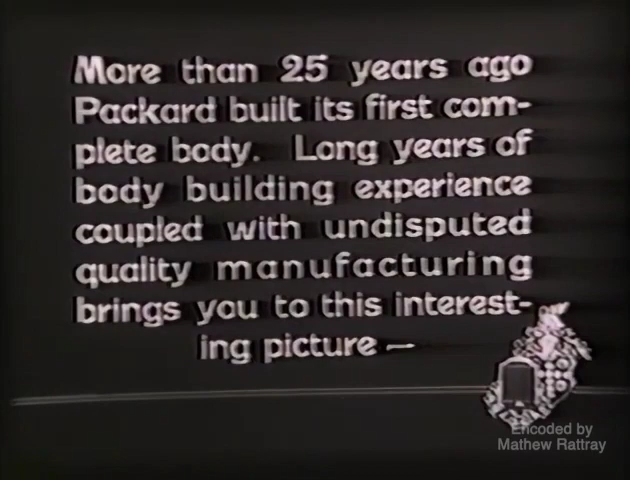 More than 25 years ago
Packard built its first com-
plete body. Long years of
body building experience
coupled with undisputed
quality manufacturing
brings you to this interest-
ing picture —
Encoded by
Mathew Rattray